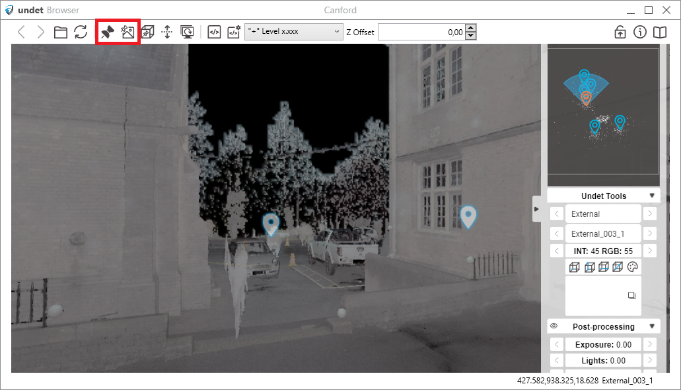 undet Browser
Canford
"+" Level x.xxx
Z Offset
0,00
Undet Tools
External
External_003_1
INT: 45 RGB: 55
Post-processing
Exposure: 0.00
Lights: 0.00
427.582,938.325,18.628 External_003_1